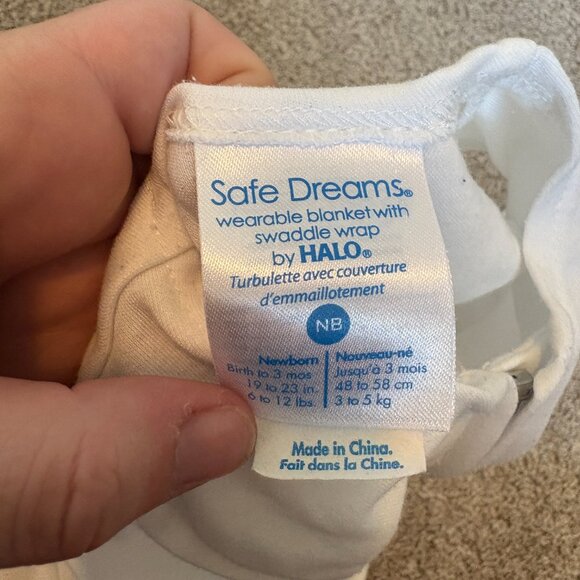 Safe Dreams®
wearable blanket with
swaddle wrap
by HALO®
Turbulette avec couverture
d'emmaillotement
NB
Newborn
Birth to 3 mos
19 to 23 in.
6 to 12 lbs.
Nouveau-né
Jusqu'à 3 mois
48 to 58 cm
3 to 5 kg
Made in China.
Fait dans la Chine.